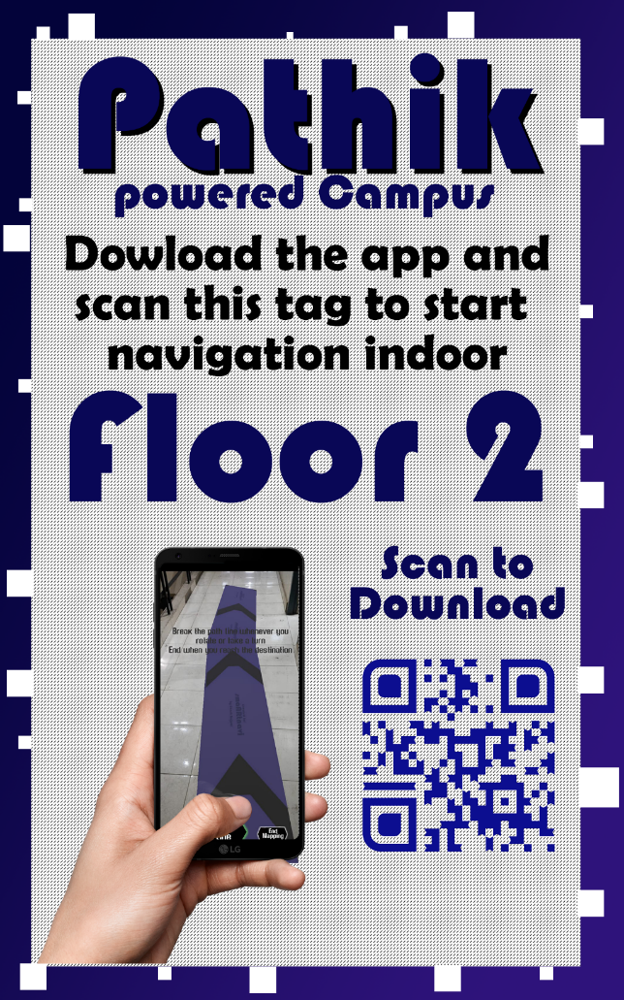 Pathik
powered Campus
Dowload the app and
scan this tag to start
navigation indoor
Floor 2
Scan to
Download
Break the path line whenever you
rotate or take a turn
End when you reach the destination
End
Mapping
LG